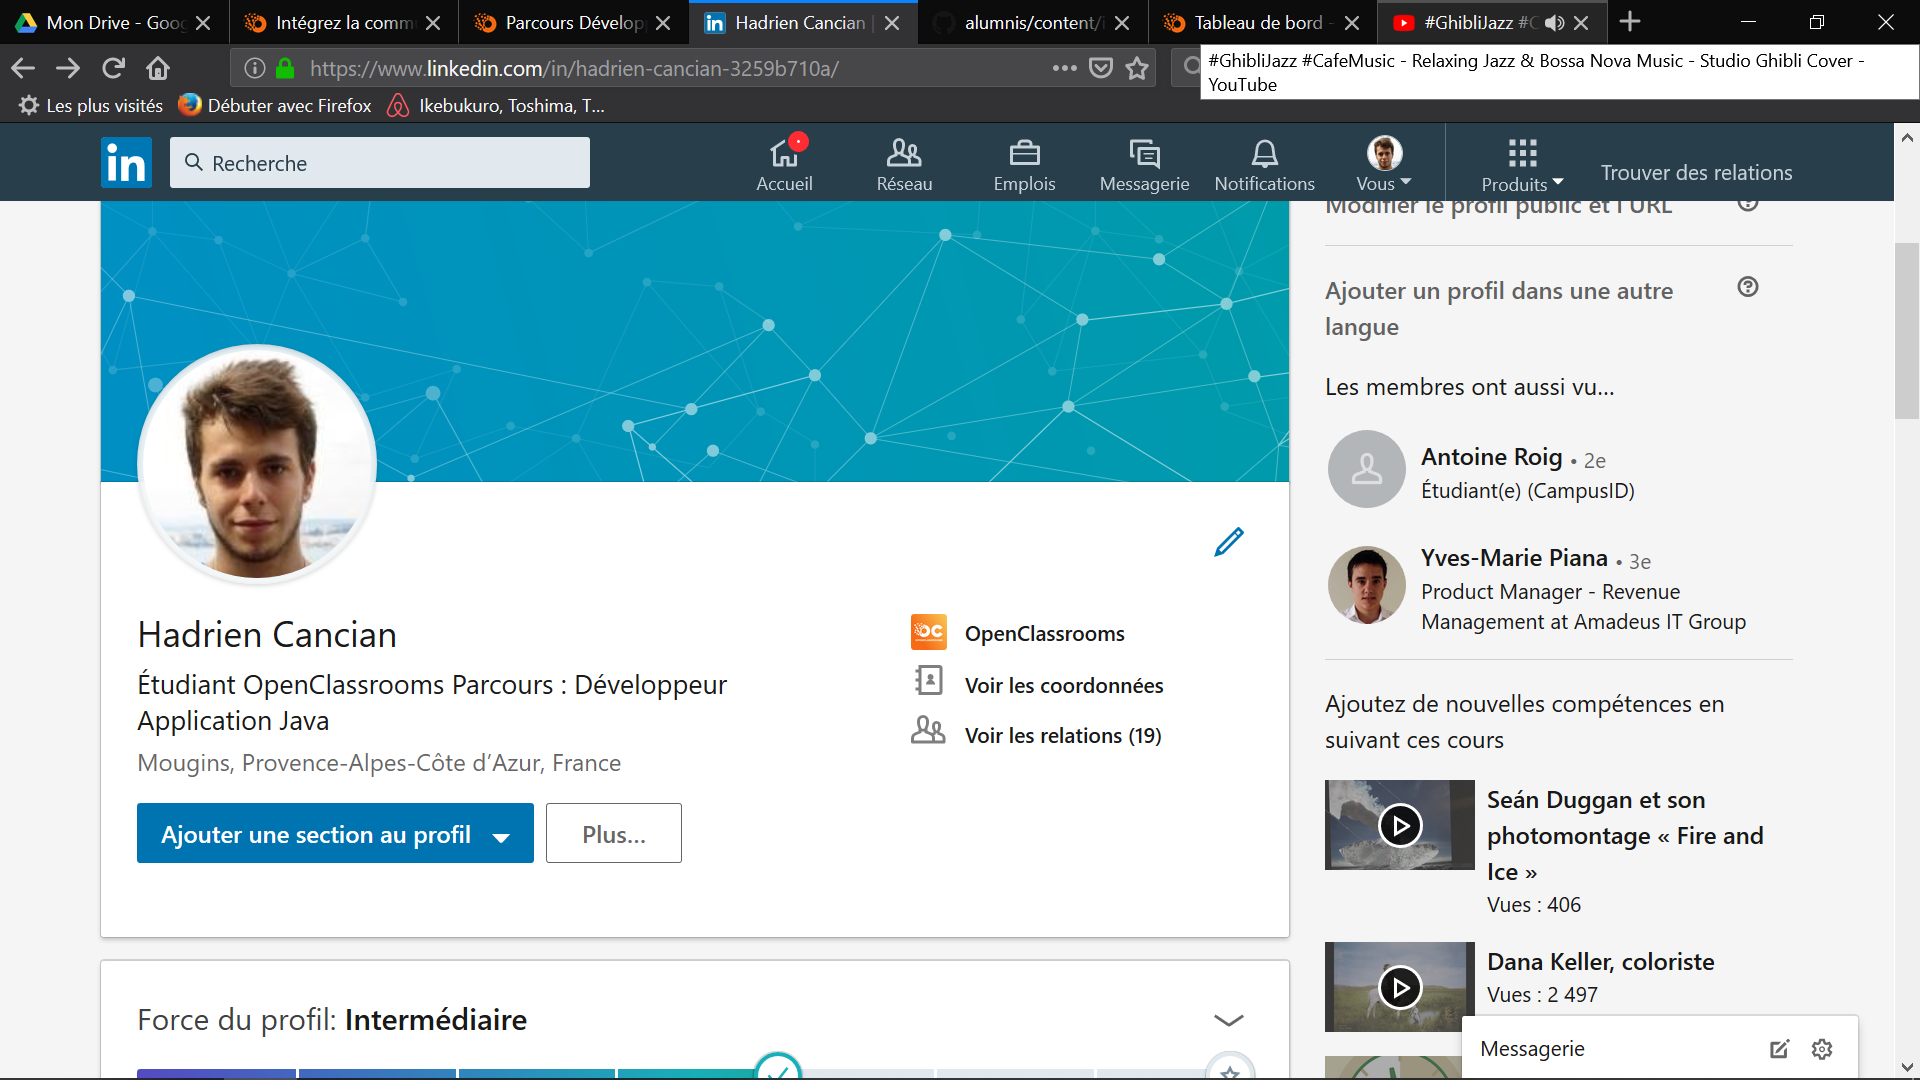 Mon Drive - Goog
Intégrez la commu
Parcours Développ
Hadrien Cancian |
alumnis/content/i
Tableau de bord -
#GhibliJazz #C
https://www.linkedin.com/in/hadrien-cancian-3259b710a/
#GhibliJazz #CafeMusic - Relaxing Jazz & Bossa Nova Music - Studio Ghibli Cover -
YouTube
Les plus visités
Débuter avec Firefox
Ikebukuro, Toshima, T...
in
Recherche
Accueil
Réseau
Emplois
Messagerie
Notifications
Vous
Produits
Trouver des relations
Modifier le profil public et l'URL
Ajouter un profil dans une autre
langue
Les membres ont aussi vu...
Antoine Roig • 2e
Étudiant(e) (CampusID)
Yves-Marie Piana • 3e
Product Manager - Revenue
Management at Amadeus IT Group
Hadrien Cancian
Étudiant OpenClassrooms Parcours : Développeur
Application Java
Mougins, Provence-Alpes-Côte d’Azur, France
Ajouter une section au profil
Plus...
OC
OpenClassrooms
Voir les coordonnées
Voir les relations (19)
Ajoutez de nouvelles compétences en
suivant ces cours
Seán Duggan et son
photomontage « Fire and
Ice »
Vues : 406
Dana Keller, coloriste
Vues : 2 497
Force du profil: Intermédiaire
Messagerie